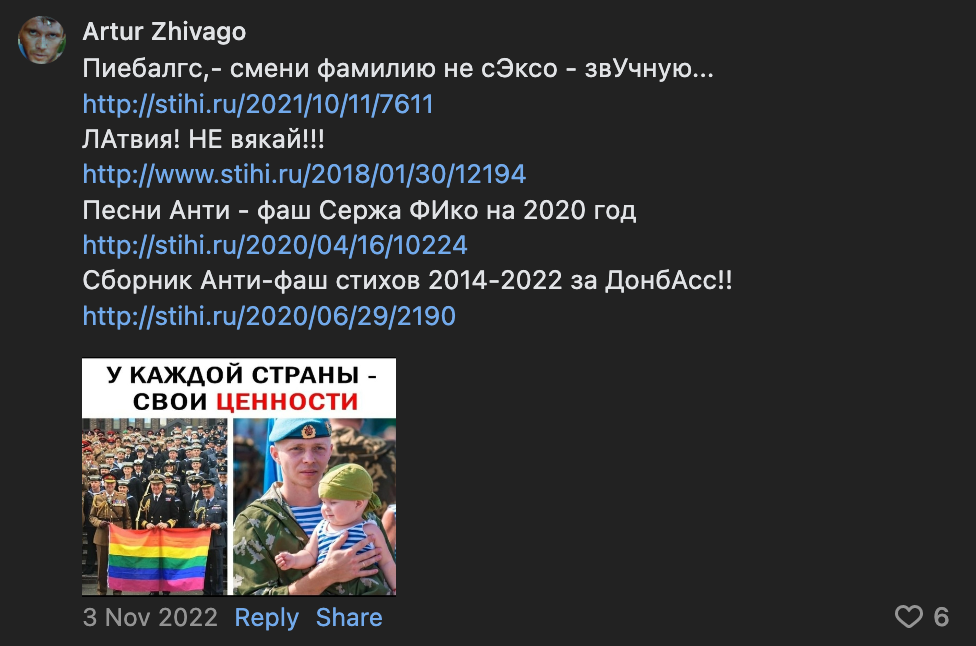 Artur Zhivago
Пиебалгс,- смени фамилию не сЭксо - звУчную...
http://stihi.ru/2021/10/11/7611
ЛАтвия! НЕ вякай!!!
http://www.stihi.ru/2018/01/30/12194
Песни Анти - фаш Сержа ФИко на 2020 год
http://stihi.ru/2020/04/16/10224
Сборник Анти-фаш стихов 2014-2022 за ДонбАсс!!
http://stihi.ru/2020/06/29/2190
У КАЖДОЙ СТРАНЫ -
СВОИ ЦЕННОСТИ
3 Nov 2022 Reply Share 6